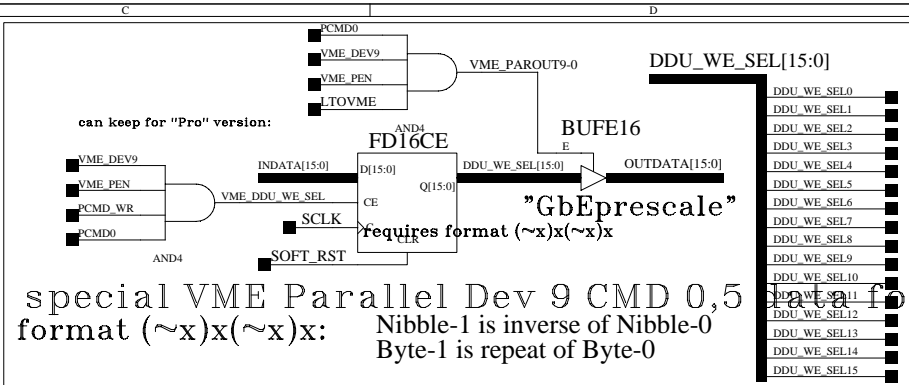 C D
PCMD0
VME_DEV9
VME_PEN
LTOVME
VME_PAROUT9-0
AND4
can keep for "Pro" version:
VME_DEV9
VME_PEN
PCMD_WR
PCMD0
AND4
VME_DDU_WE_SEL
INDATA[15:0]
FD16CE
D[15:0]
Q[15:0]
CE
C
CLR
SCLK
SOFT_RST
DDU_WE_SEL[15:0]
BUFE16
E
OUTDATA[15:0]
"GbEprescale"
requires format (~x)x(~x)x
DDU_WE_SEL[15:0]
DDU_WE_SEL0
DDU_WE_SEL1
DDU_WE_SEL2
DDU_WE_SEL3
DDU_WE_SEL4
DDU_WE_SEL5
DDU_WE_SEL6
DDU_WE_SEL7
DDU_WE_SEL8
DDU_WE_SEL9
DDU_WE_SEL10
DDU_WE_SEL11
DDU_WE_SEL12
DDU_WE_SEL13
DDU_WE_SEL14
DDU_WE_SEL15
special VME Parallel Dev 9 CMD 0,5 data fo
format (~x)x(~x)x: Nibble-1 is inverse of Nibble-0
Byte-1 is repeat of Byte-0